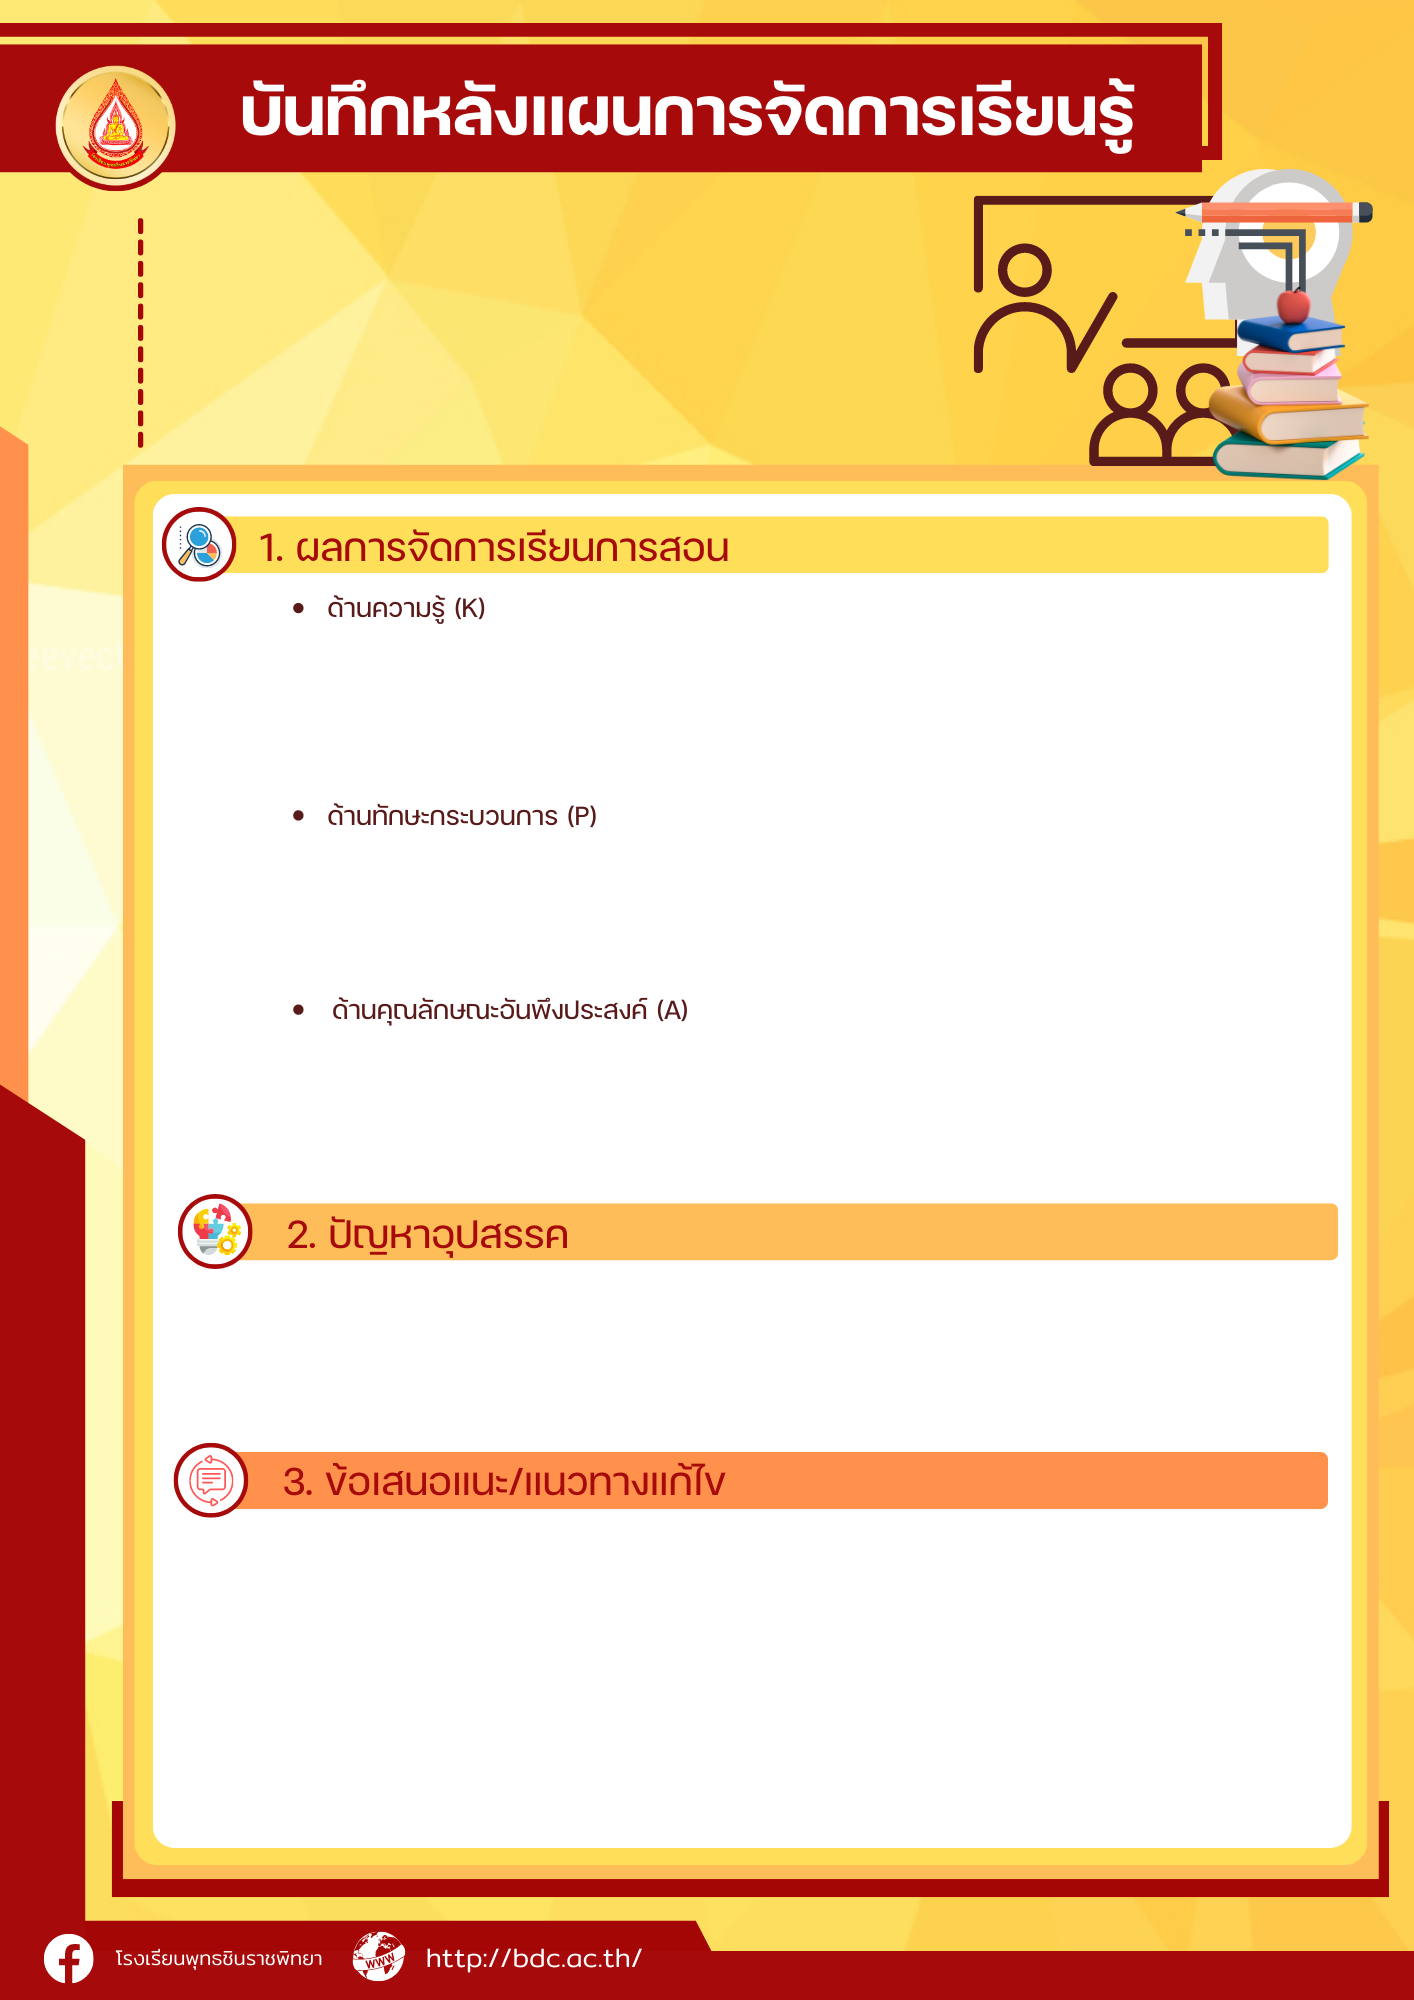 บันทึกหลังแผนการจัดการเรียนรู้
1. ผลการจัดการเรียนการสอน
• ด้านความรู้ (K)
• ด้านทักษะกระบวนการ (P)
• ด้านคุณลักษณะอันพึงประสงค์ (A)
2. ปัญหาอุปสรรค
3. ข้อเสนอแนะ/แนวทางแก้ไข
โรงเรียนพุทธชินราชพิทยา
WWW
http://bdc.ac.th/